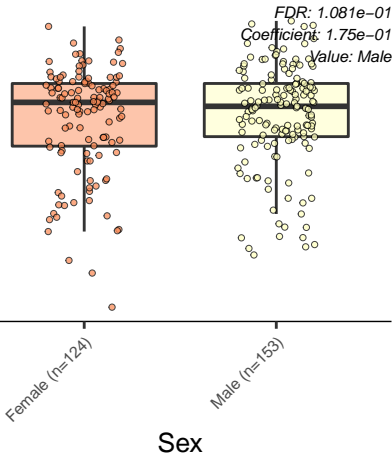 FDR: 1.081e−01
Coefficient: 1.75e−01
Value: Male
Female (n=124)
Male (n=153)
Sex